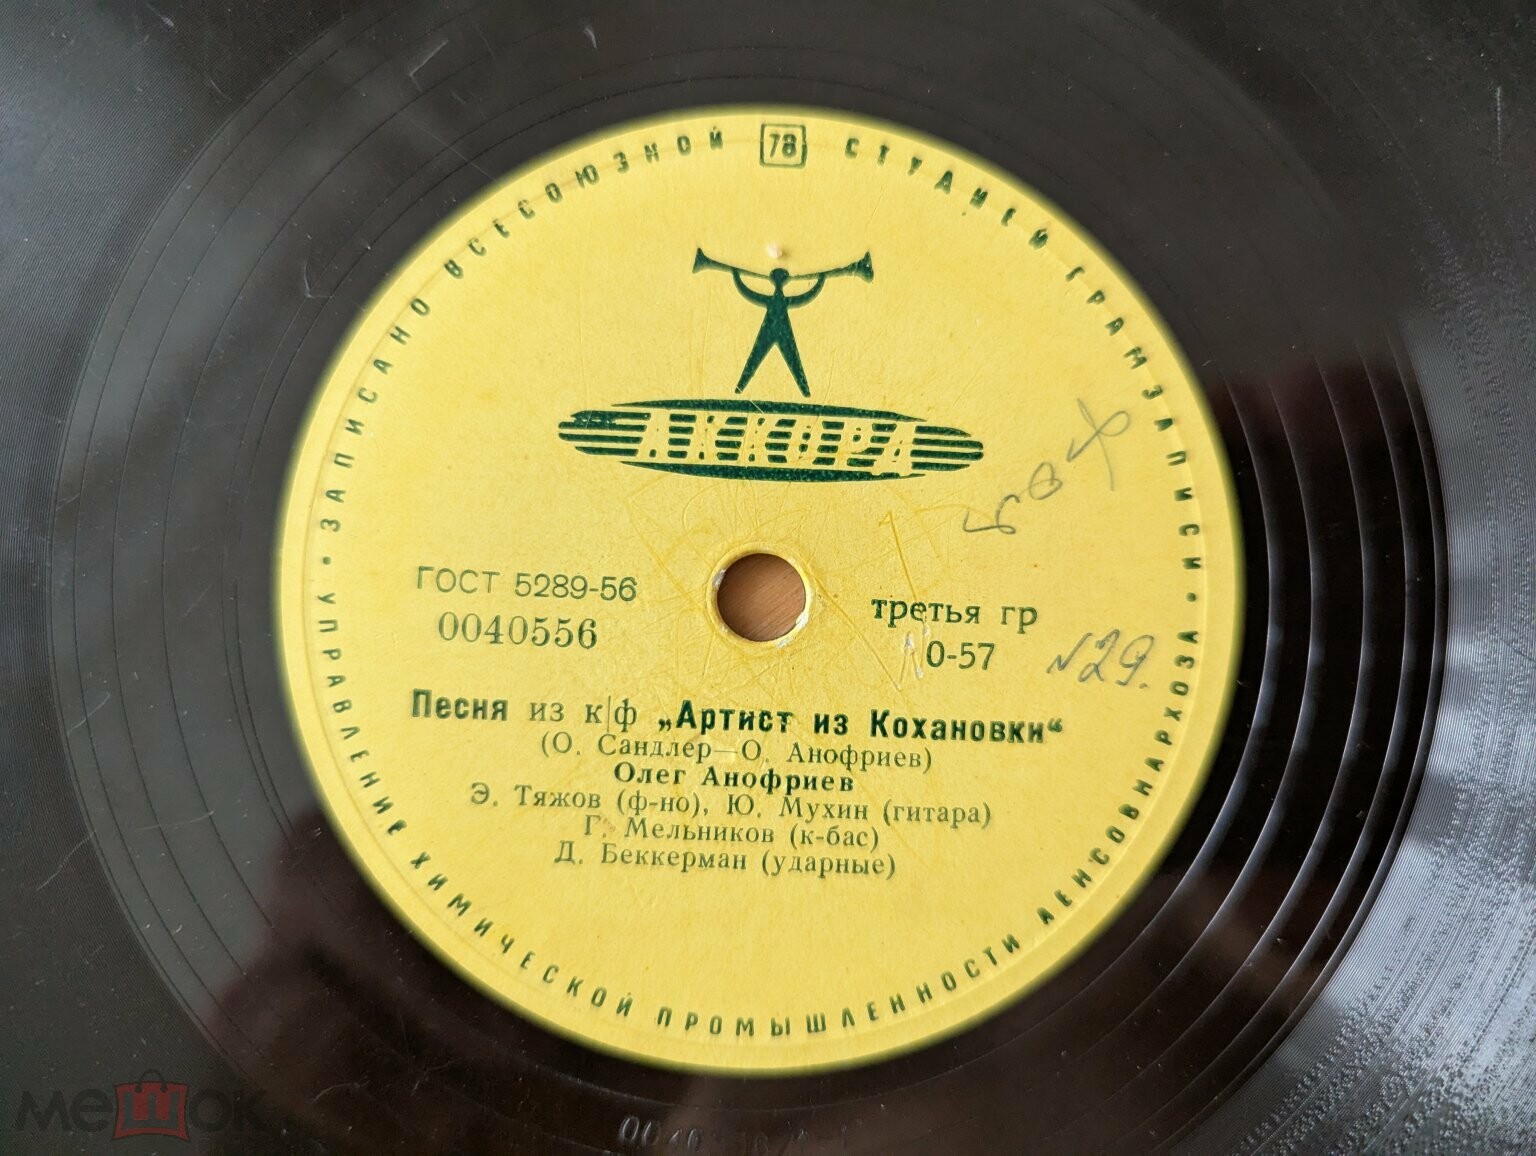 ЗАПИСАНО ВСЕСОЮЗНОЙ 78 СТУДИЕЙ ГРАМЗАПИСИ
АККОРД
ГОСТ 5289-56
0040556
третья гр
0-57
№29.
Песня из к/ф „Артист из Кохановки“
(О. Сандлер—О. Анофриев)
Олег Анофриев
Э. Тяжов (ф-но), Ю. Мухин (гитара)
Г. Мельников (к-бас)
Д. Беккерман (ударные)
УПРАВЛЕНИЕ ХИМИЧЕСКОЙ ПРОМЫШЛЕННОСТИ ЛЕНСОВНАРХОЗА
мешок